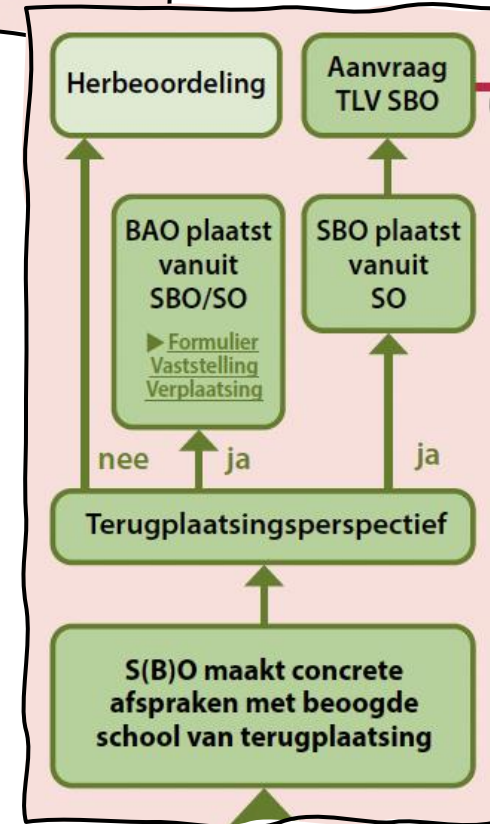 Herbeoordeling
Aanvraag
TLV SBO
BAO plaatst
vanuit
SBO/SO
▶ Formulier
Vaststelling
Verplaatsing
SBO plaatst
vanuit
SO
nee
ja
ja
Terugplaatsingsperspectief
S(B)O maakt concrete
afspraken met beoogde
school van terugplaatsing